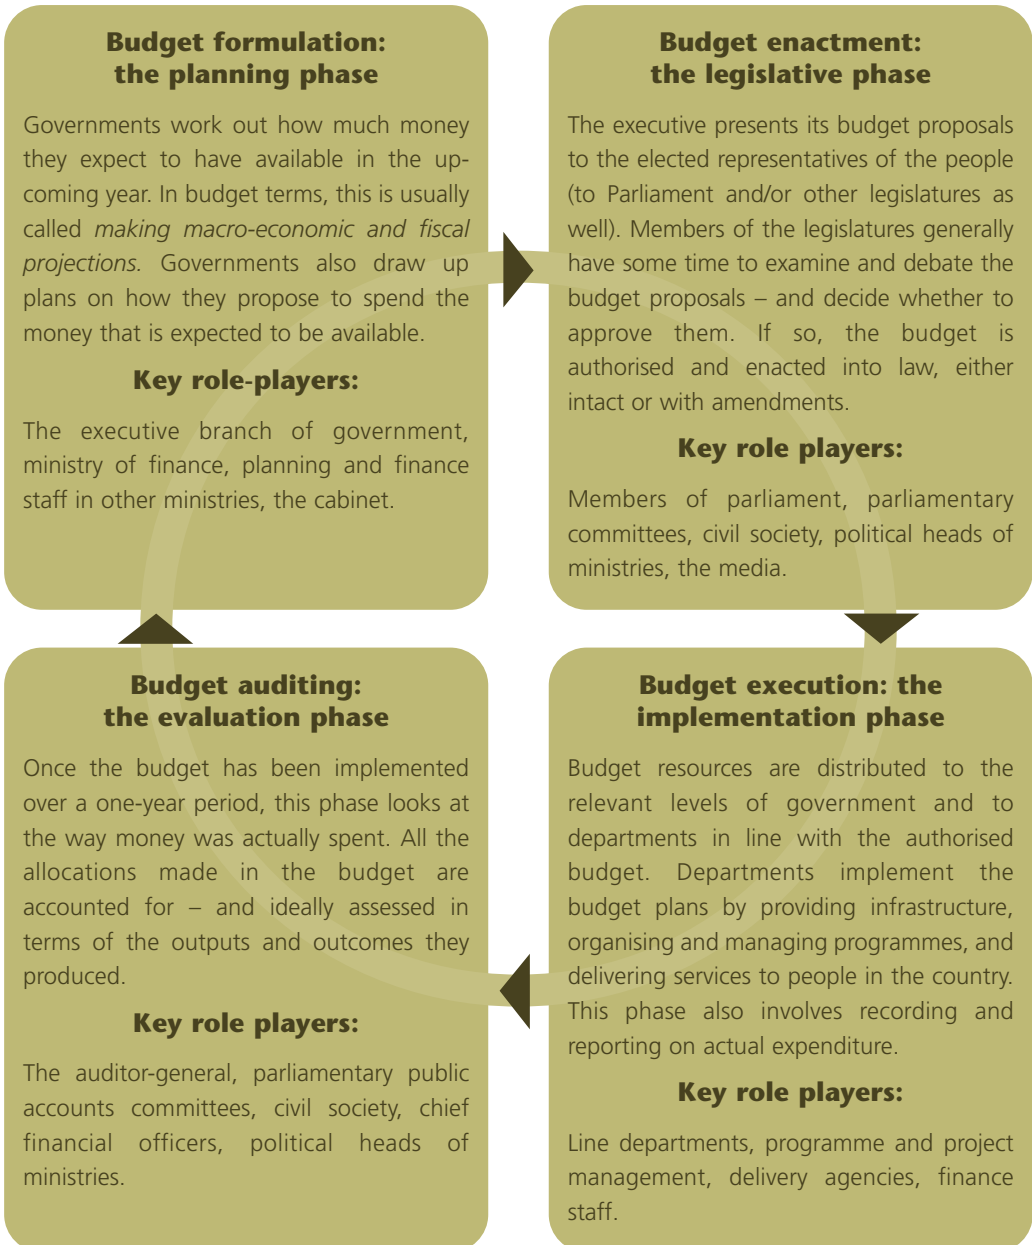 Budget formulation:
the planning phase
Governments work out how much money
they expect to have available in the up-
coming year. In budget terms, this is usually
called making macro-economic and fiscal
projections. Governments also draw up
plans on how they propose to spend the
money that is expected to be available.
Key role-players:
The executive branch of government,
ministry of finance, planning and finance
staff in other ministries, the cabinet.
Budget enactment:
the legislative phase
The executive presents its budget proposals
to the elected representatives of the people
(to Parliament and/or other legislatures as
well). Members of the legislatures generally
have some time to examine and debate the
budget proposals – and decide whether to
approve them. If so, the budget is
authorised and enacted into law, either
intact or with amendments.
Key role players:
Members of parliament, parliamentary
committees, civil society, political heads of
ministries, the media.
Budget auditing:
the evaluation phase
Once the budget has been implemented
over a one-year period, this phase looks at
the way money was actually spent. All the
allocations made in the budget are
accounted for – and ideally assessed in
terms of the outputs and outcomes they
produced.
Key role players:
The auditor-general, parliamentary public
accounts committees, civil society, chief
financial officers, political heads of
ministries.
Budget execution: the
implementation phase
Budget resources are distributed to the
relevant levels of government and to
departments in line with the authorised
budget. Departments implement the
budget plans by providing infrastructure,
organising and managing programmes, and
delivering services to people in the country.
This phase also involves recording and
reporting on actual expenditure.
Key role players:
Line departments, programme and project
management, delivery agencies, finance
staff.